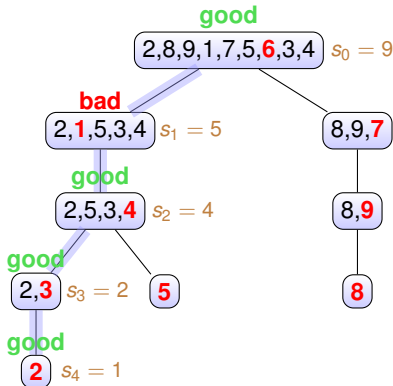 good
2,8,9,1,7,5,6,3,4 s₀ = 9
bad
2,1,5,3,4 s₁ = 5 8,9,7
good
2,5,3,4 s₂ = 4 8,9
good
2,3 s₃ = 2 5 8
good
2 s₄ = 1